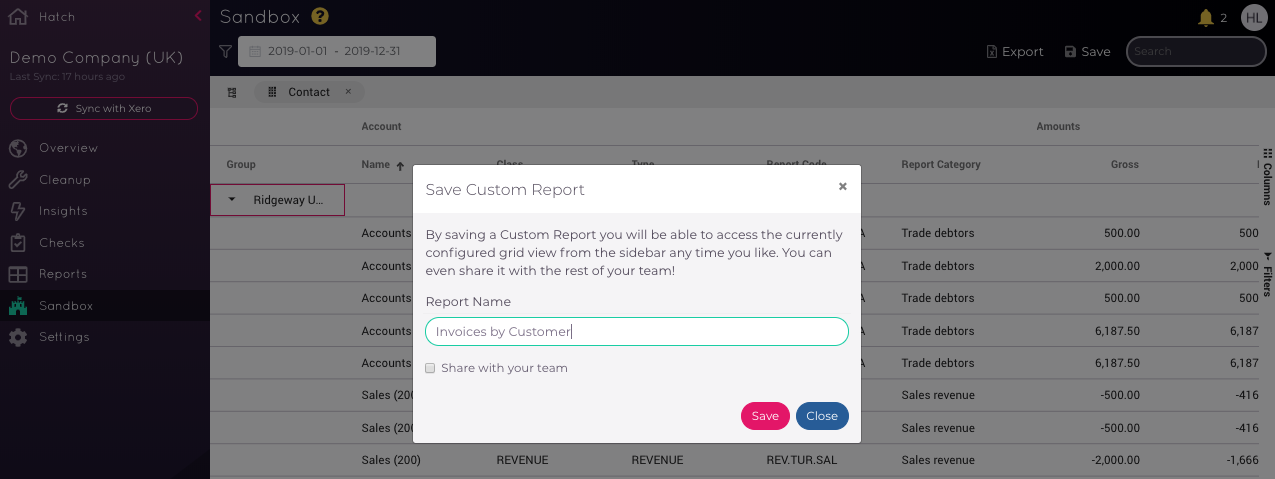 Hatch
Sandbox
?
2
HL
Demo Company (UK)
Last Sync: 17 hours ago
Sync with Xero
2019-01-01 - 2019-12-31
Export
Save
Search
Contact ×
Overview
Cleanup
Insights
Checks
Reports
Sandbox
Settings
Account
Amounts
Group
Name
Class
Type
Report Code
Report Category
Gross
Ridgeway U...
Accounts
Trade debtors
500.00
500
Accounts
Trade debtors
2,000.00
2,000
Accounts
Trade debtors
500.00
500
Accounts
Trade debtors
6,187.50
6,187
Accounts
Trade debtors
6,187.50
6,187
Sales (200
Sales revenue
-500.00
-416
Sales (200
Sales revenue
-500.00
-416
Sales (200)
REVENUE
REVENUE
REV.TUR.SAL
Sales revenue
-2,000.00
-1,666
Columns
Filters
Save Custom Report
×
By saving a Custom Report you will be able to access the currently
configured grid view from the sidebar any time you like. You can
even share it with the rest of your team!
Report Name
Invoices by Customer
Share with your team
Save
Close